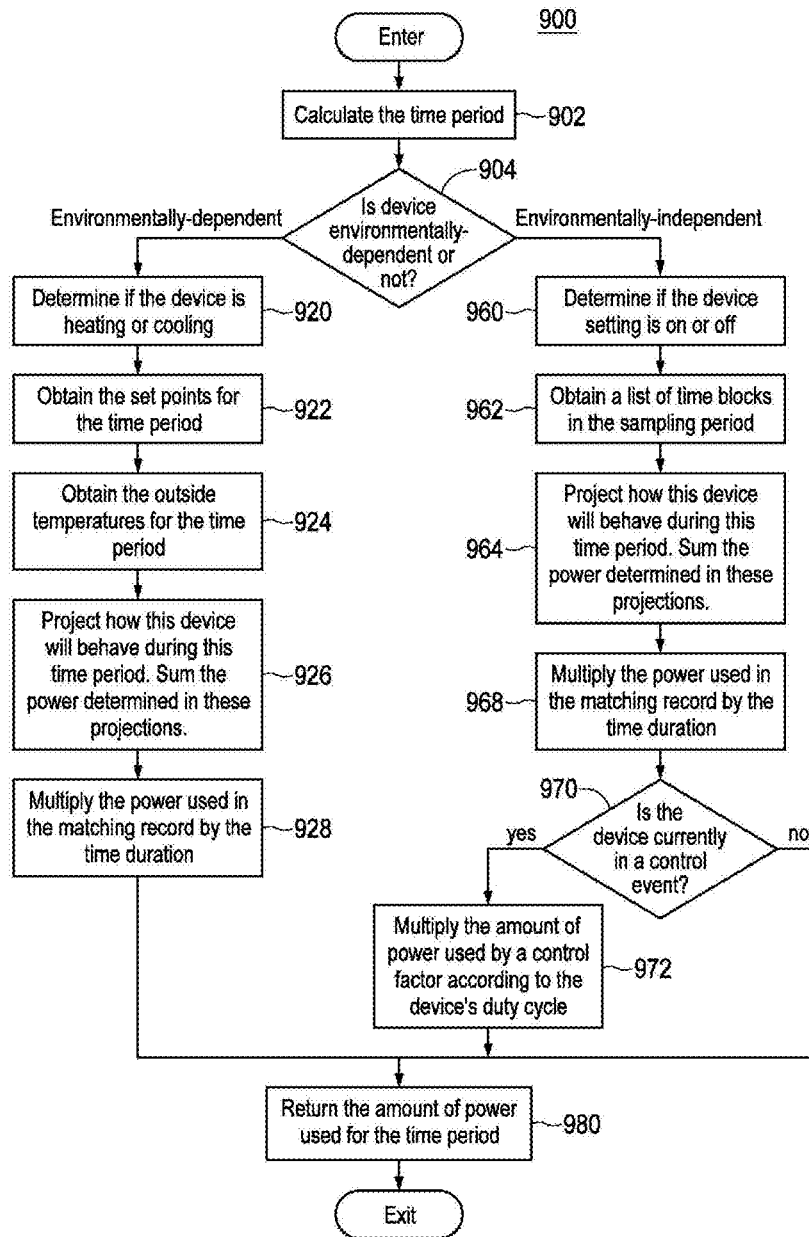 900
Enter
Calculate the time period
902
904
Is device
environmentally-
dependent or
not?
Environmentally-dependent
Environmentally-independent
Determine if the device is
heating or cooling
920
Obtain the set points for
the time period
922
Obtain the outside
temperatures for the time
period
924
Project how this device
will behave during this
time period. Sum the
power determined in these
projections.
926
Multiply the power used in
the matching record by the
time duration
928
960
Determine if the device
setting is on or off
962
Obtain a list of time blocks
in the sampling period
964
Project how this device
will behave during this
time period. Sum the
power determined in these
projections.
968
Multiply the power used in
the matching record by the
time duration
970
Is the
device currently
in a control
event?
yes
no
Multiply the amount of
power used by a control
factor according to the
device's duty cycle
972
Return the amount of power
used for the time period
980
Exit